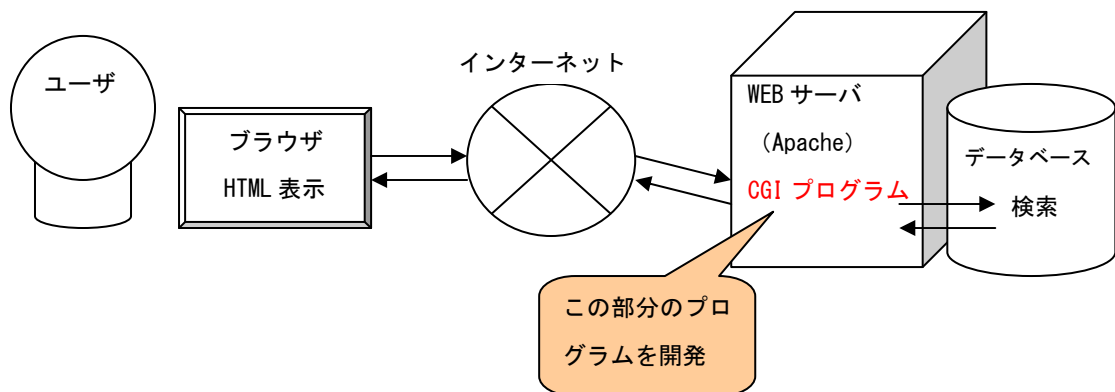 ユーザ
ブラウザ
HTML 表示
インターネット
WEB サーバ
(Apache)
CGI プログラム
データベース
検索
この部分のプロ
グラムを開発